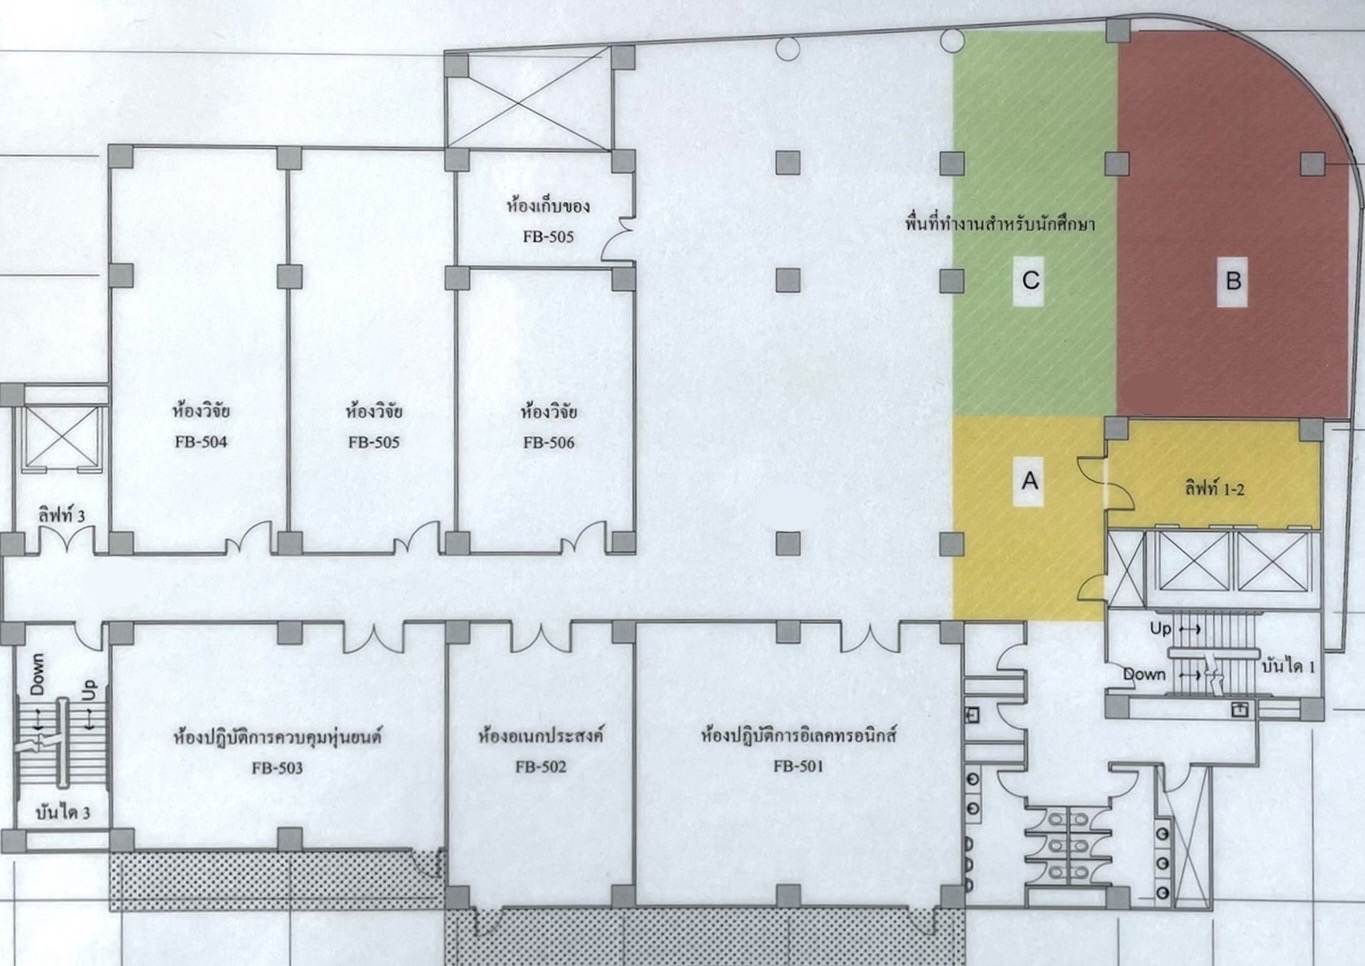 ห้องเก็บของ
FB-505
พื้นที่ทำงานสำหรับนักศึกษา
C
B
ห้องวิจัย
FB-504
ห้องวิจัย
FB-505
ห้องวิจัย
FB-506
A
ลิฟท์ 1-2
ลิฟท์ 3
Up
Down
บันได 1
Down
Up
บันได 3
ห้องปฏิบัติการควบคุมหุ่นยนต์
FB-503
ห้องอเนกประสงค์
FB-502
ห้องปฏิบัติการอิเลคทรอนิกส์
FB-501